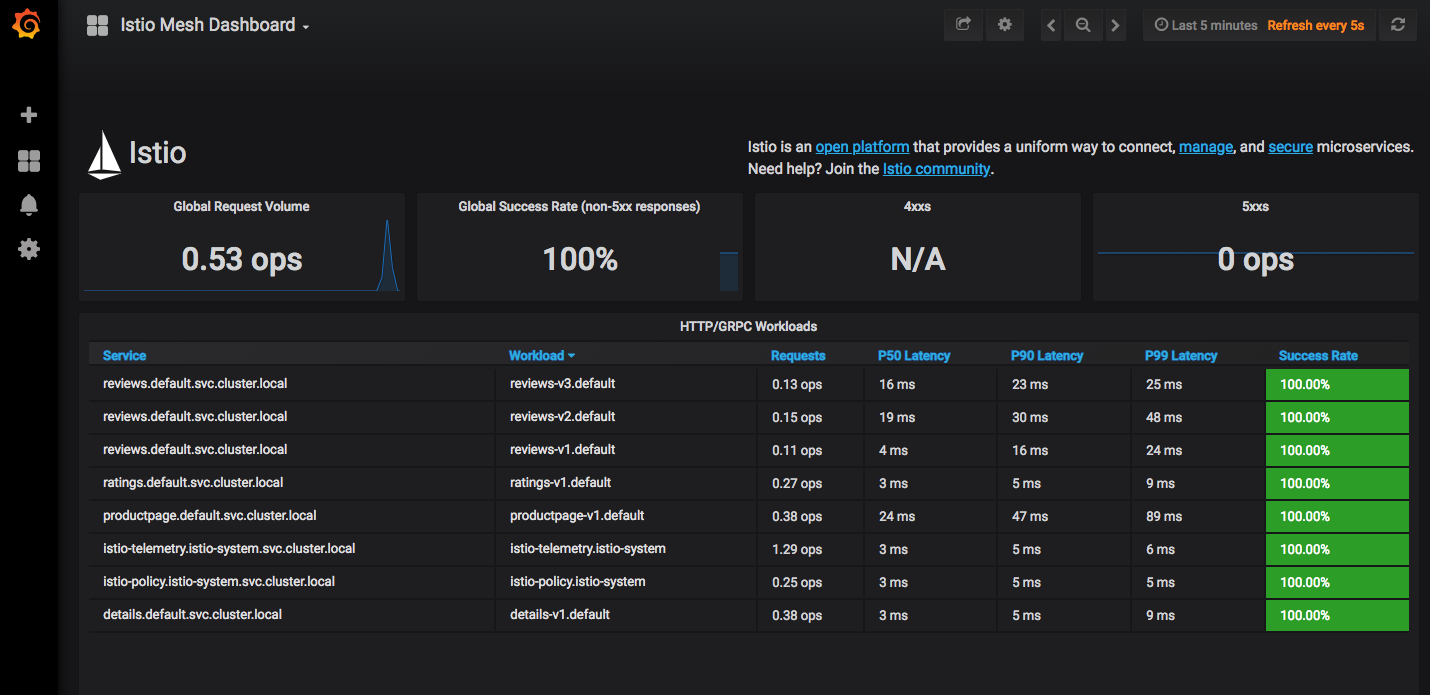 Istio Mesh Dashboard
Last 5 minutes Refresh every 5s
Istio
Istio is an open platform that provides a uniform way to connect, manage, and secure microservices.
Need help? Join the Istio community.
Global Request Volume
0.53 ops
Global Success Rate (non-5xx responses)
100%
4xxs
N/A
5xxs
0 ops
HTTP/GRPC Workloads
Service Workload Requests P50 Latency P90 Latency P99 Latency Success Rate
reviews.default.svc.cluster.local reviews-v3.default 0.13 ops 16 ms 23 ms 25 ms 100.00%
reviews.default.svc.cluster.local reviews-v2.default 0.15 ops 19 ms 30 ms 48 ms 100.00%
reviews.default.svc.cluster.local reviews-v1.default 0.11 ops 4 ms 16 ms 24 ms 100.00%
ratings.default.svc.cluster.local ratings-v1.default 0.27 ops 3 ms 5 ms 9 ms 100.00%
productpage.default.svc.cluster.local productpage-v1.default 0.38 ops 24 ms 47 ms 89 ms 100.00%
istio-telemetry.istio-system.svc.cluster.local istio-telemetry.istio-system 1.29 ops 3 ms 5 ms 6 ms 100.00%
istio-policy.istio-system.svc.cluster.local istio-policy.istio-system 0.25 ops 3 ms 5 ms 5 ms 100.00%
details.default.svc.cluster.local details-v1.default 0.38 ops 3 ms 5 ms 9 ms 100.00%